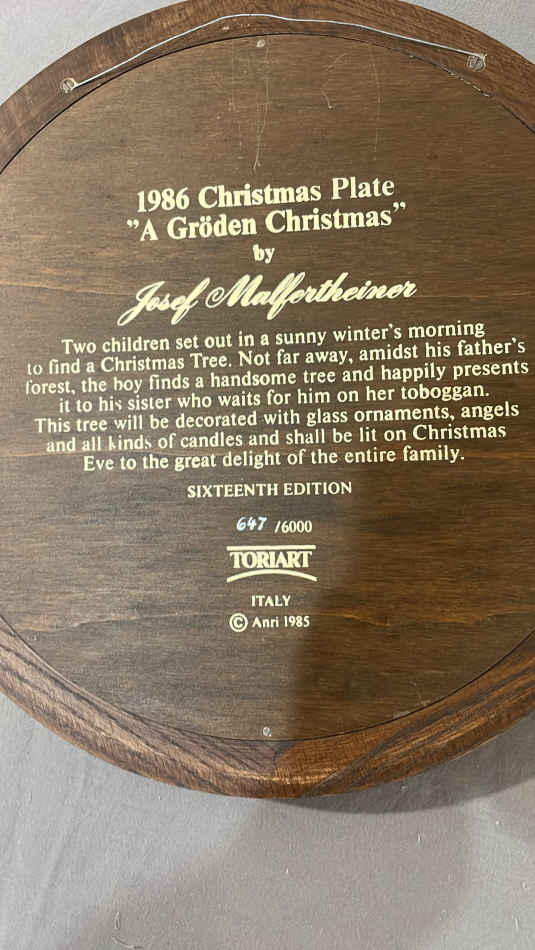 1986 Christmas Plate
”A Gröden Christmas”
by
Josef Malfertheiner
Two children set out in a sunny winter’s morning
to find a Christmas Tree. Not far away, amidst his father’s
forest, the boy finds a handsome tree and happily presents
it to his sister who waits for him on her toboggan.
This tree will be decorated with glass ornaments, angels
and all kinds of candles and shall be lit on Christmas
Eve to the great delight of the entire family.
SIXTEENTH EDITION
647 /6000
TORIART
ITALY
© Anri 1985